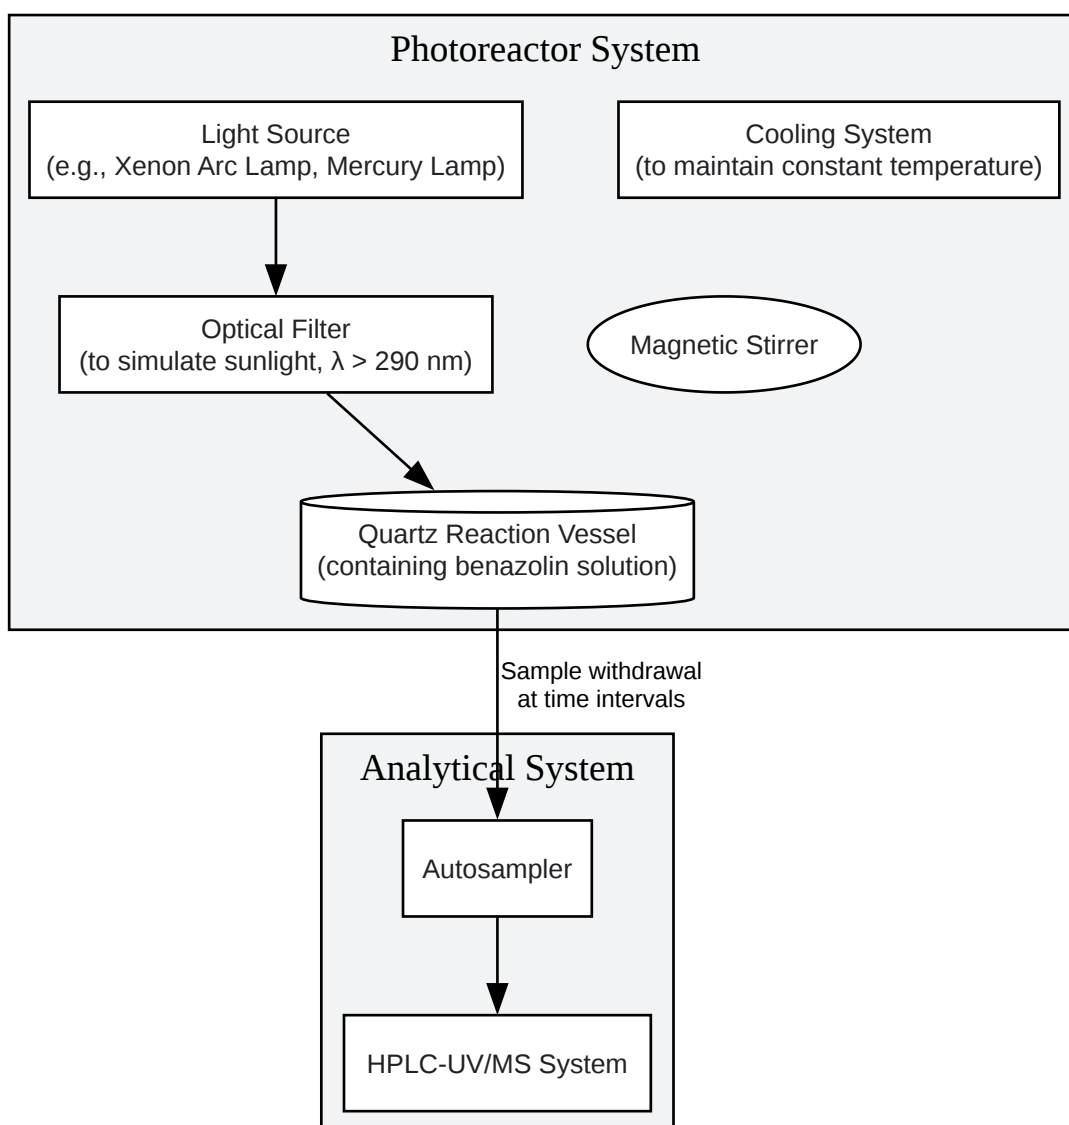 Photoreactor System
Light Source
(e.g., Xenon Arc Lamp, Mercury Lamp)
Cooling System
(to maintain constant temperature)
Optical Filter
(to simulate sunlight, λ > 290 nm)
Magnetic Stirrer
Quartz Reaction Vessel
(containing benazolin solution)
Sample withdrawal
at time intervals
Analytical System
Autosampler
HPLC-UV/MS System